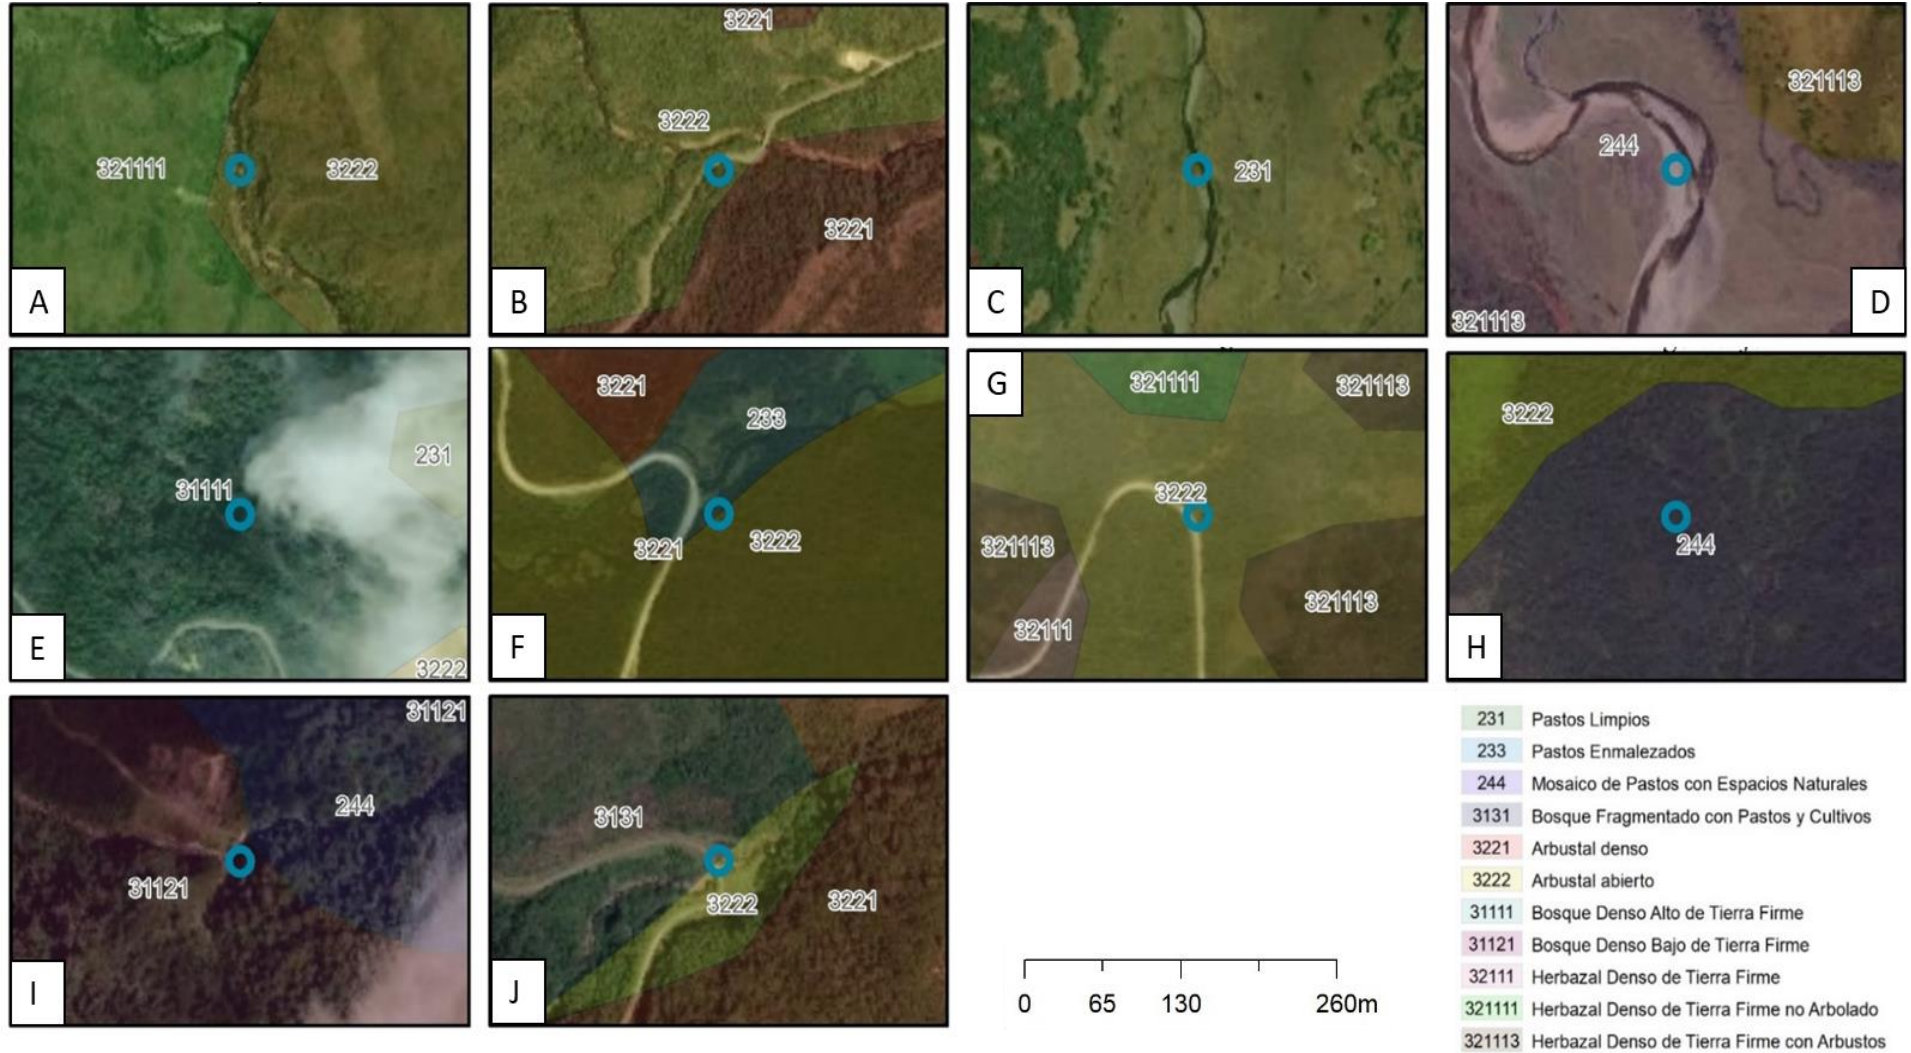 321111
3222
A
3221
3222
3221
B
231
C
321113
244
321113
D
31111
231
3222
E
3221
233
3221
3222
F
G
321111
321113
3222
321113
32111
321113
3222
244
H
31121
244
31121
I
3131
3222
3221
J
0 65 130 260m
231 Pastos Limpios
233 Pastos Enmalezados
244 Mosaico de Pastos con Espacios Naturales
3131 Bosque Fragmentado con Pastos y Cultivos
3221 Arbustal denso
3222 Arbustal abierto
31111 Bosque Denso Alto de Tierra Firme
31121 Bosque Denso Bajo de Tierra Firme
32111 Herbazal Denso de Tierra Firme
321111 Herbazal Denso de Tierra Firme no Arbolado
321113 Herbazal Denso de Tierra Firme con Arbustos